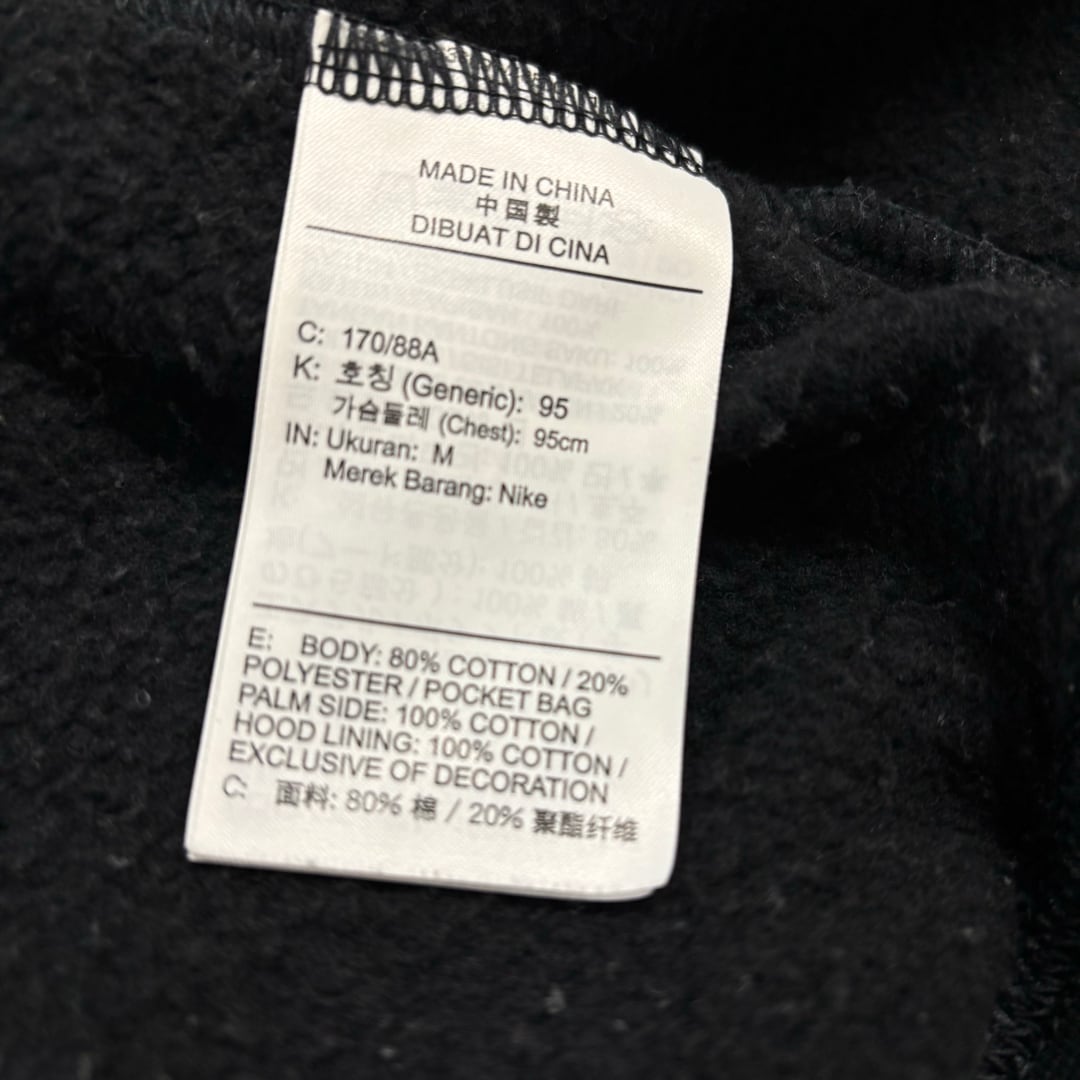 MADE IN CHINA
中国製
DIBUAT DI CINA
C: 170/88A
K: 호칭 (Generic): 95
가슴둘레 (Chest): 95cm
IN: Ukuran: M
Merek Barang: Nike
E: BODY: 80% COTTON / 20%
POLYESTER / POCKET BAG
PALM SIDE: 100% COTTON /
HOOD LINING: 100% COTTON /
EXCLUSIVE OF DECORATION
C: 面料: 80% 棉 / 20% 聚酯纤维